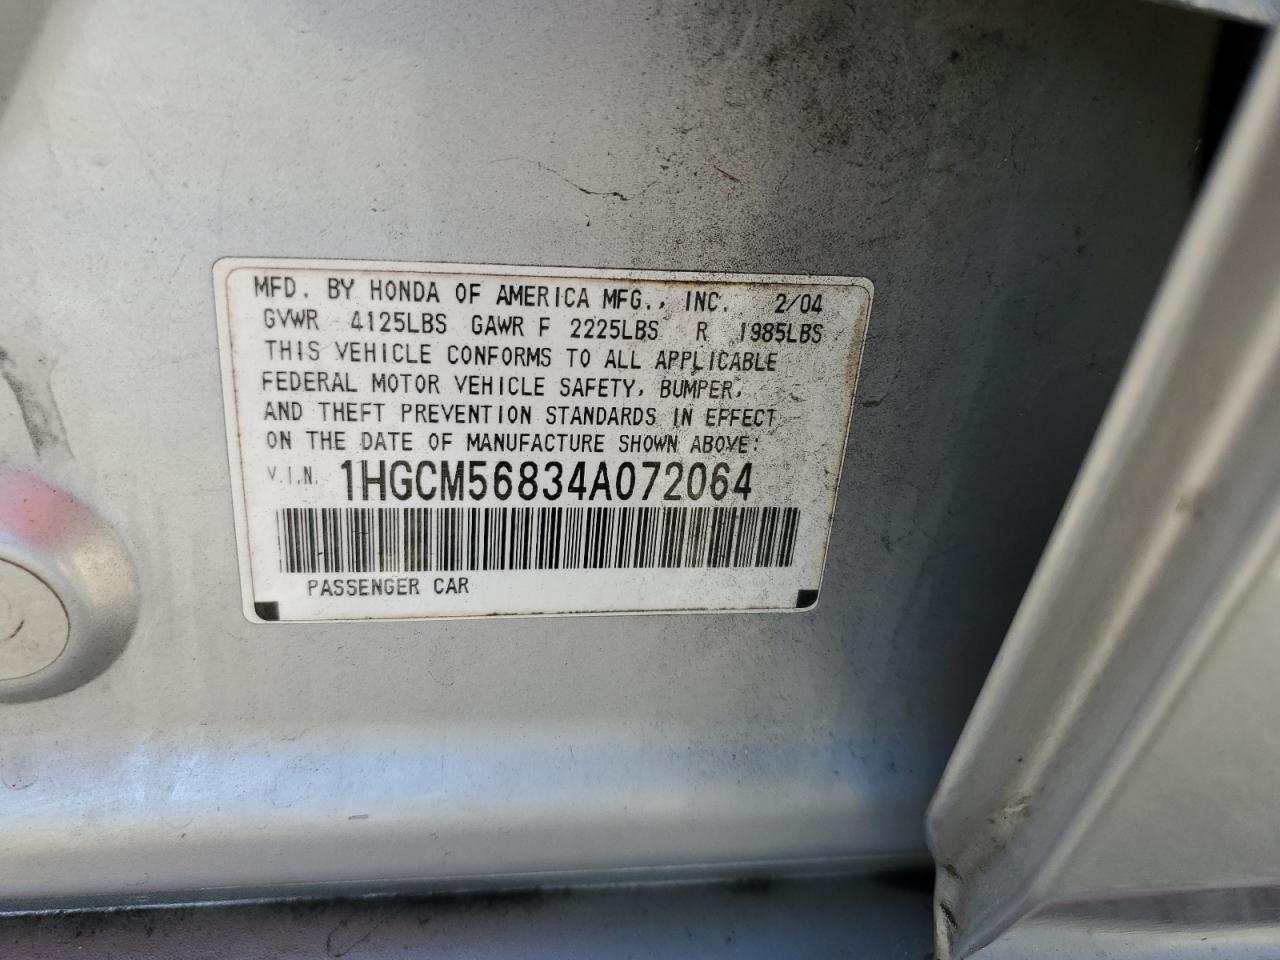 MFD. BY HONDA OF AMERICA MFG., INC. 2/04
GVWR 4125LBS GAWR F 2225LBS R 1985LBS
THIS VEHICLE CONFORMS TO ALL APPLICABLE
FEDERAL MOTOR VEHICLE SAFETY, BUMPER,
AND THEFT PREVENTION STANDARDS IN EFFECT
ON THE DATE OF MANUFACTURE SHOWN ABOVE:
V.I.N. 1HGCM56834A072064
PASSENGER CAR